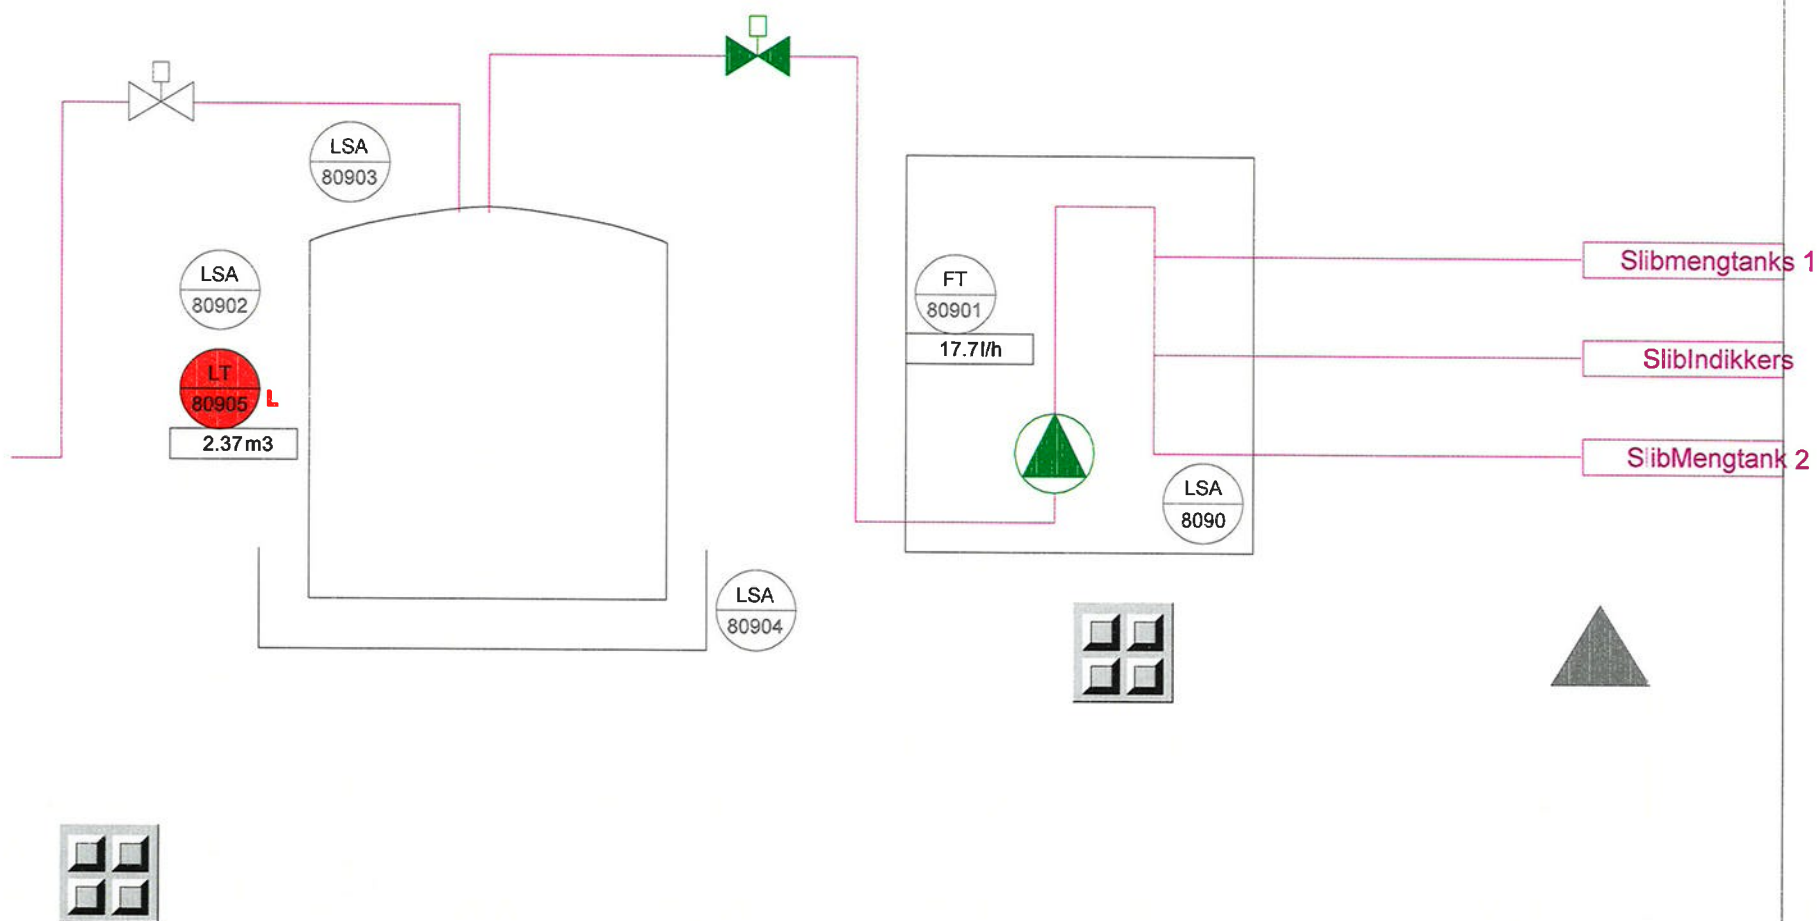 LSA
80903
LSA
80902
LT
80905
L
2.37m3
FT
80901
17.7l/h
LSA
8090
LSA
80904
Slibmengtanks 1
SlibIndikkers
SlibMengtank 2